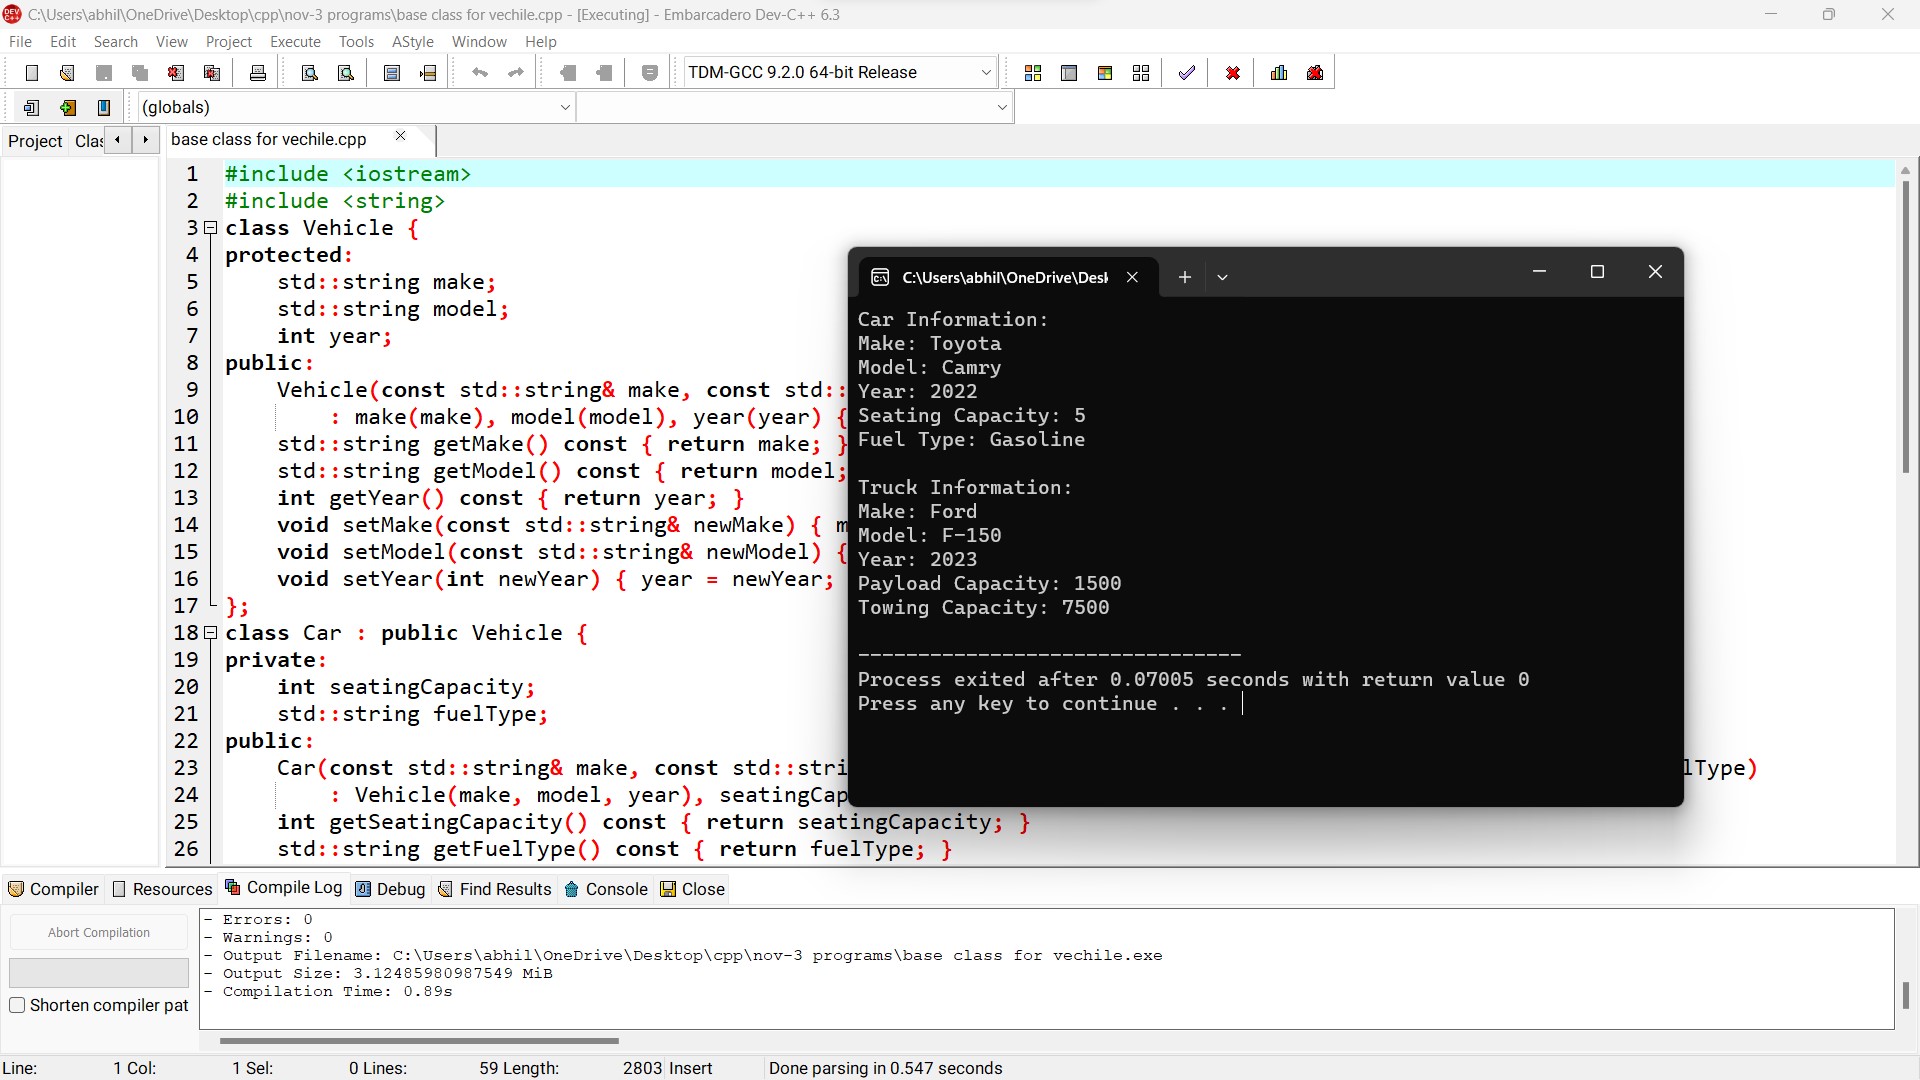 C:\Users\abhil\OneDrive\Desktop\cpp\nov-3 programs\base class for vechile.cpp - [Executing] - Embarcadero Dev-C++ 6.3
File Edit Search View Project Execute Tools AStyle Window Help
TDM-GCC 9.2.0 64-bit Release
(globals)
Project Clas
base class for vechile.cpp
1 #include <iostream>
2 #include <string>
3 class Vehicle {
4 protected:
5 std::string make;
6 std::string model;
7 int year;
8 public:
9 Vehicle(const std::string& make, const std::
10 : make(make), model(model), year(year) {
11 std::string getMake() const { return make; }
12 std::string getModel() const { return model;
13 int getYear() const { return year; }
14 void setMake(const std::string& newMake) { m
15 void setModel(const std::string& newModel) {
16 void setYear(int newYear) { year = newYear;
17 };
18 class Car : public Vehicle {
19 private:
20 int seatingCapacity;
21 std::string fuelType;
22 public:
23 Car(const std::string& make, const std::stri lType)
24 : Vehicle(make, model, year), seatingCap
25 int getSeatingCapacity() const { return seatingCapacity; }
26 std::string getFuelType() const { return fuelType; }
C:\Users\abhil\OneDrive\Desk
Car Information:
Make: Toyota
Model: Camry
Year: 2022
Seating Capacity: 5
Fuel Type: Gasoline
Truck Information:
Make: Ford
Model: F-150
Year: 2023
Payload Capacity: 1500
Towing Capacity: 7500
--------------------------------
Process exited after 0.07005 seconds with return value 0
Press any key to continue . . .
Compiler Resources Compile Log Debug Find Results Console Close
Abort Compilation
Shorten compiler pat
- Errors: 0
- Warnings: 0
- Output Filename: C:\Users\abhil\OneDrive\Desktop\cpp\nov-3 programs\base class for vechile.exe
- Output Size: 3.12485980987549 MiB
- Compilation Time: 0.89s
Line: 1 Col: 1 Sel: 0 Lines: 59 Length: 2803 Insert Done parsing in 0.547 seconds